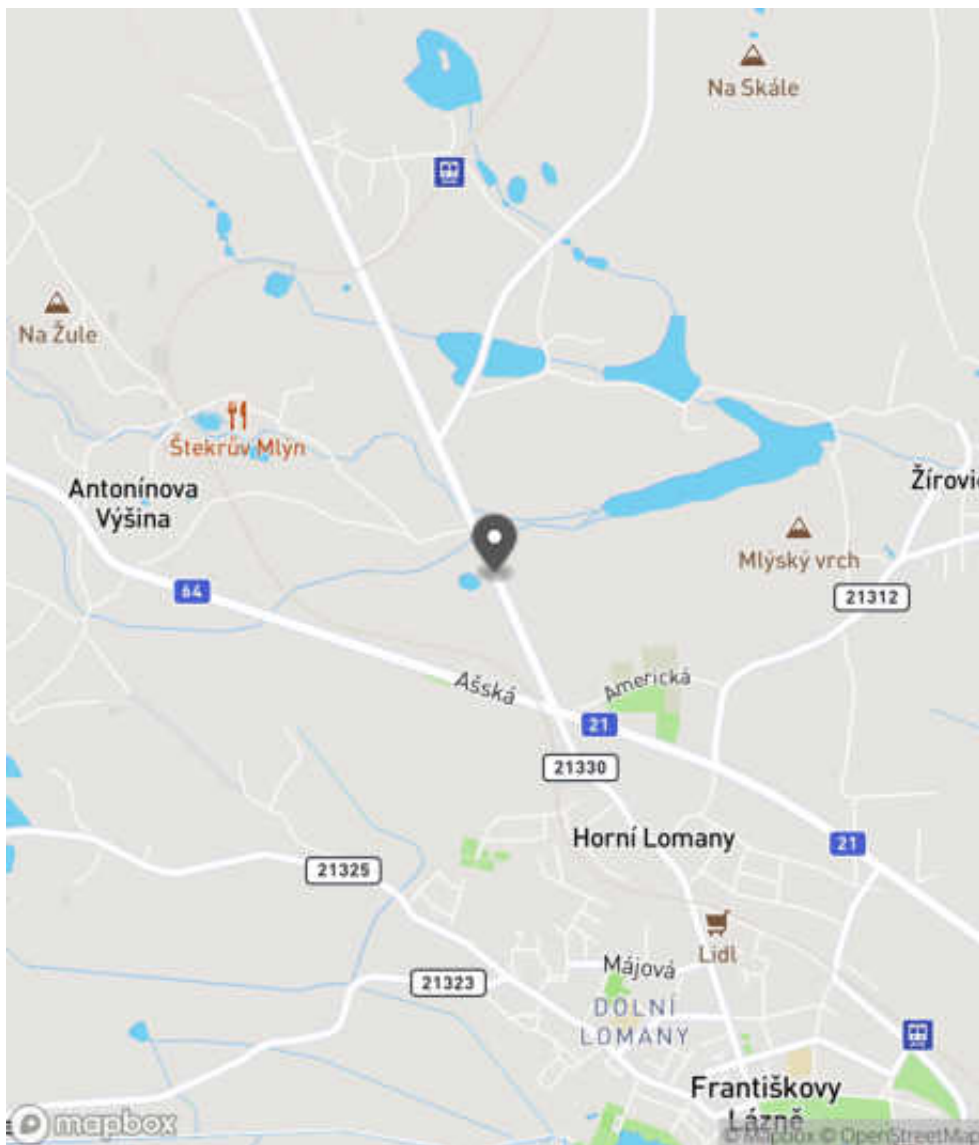 Na Skále
Na Žule
Štekrův Mlýn
Antonínova
Výšina
Žírovic
Mlýský vrch
64
21312
Ašská
Americká
21
21330
Horní Lomany
21
21325
Lidl
Májová
21323
DOLNÍ
LOMANY
Františkovy
Lázně
mapbox
© Mapbox © OpenStreetMa